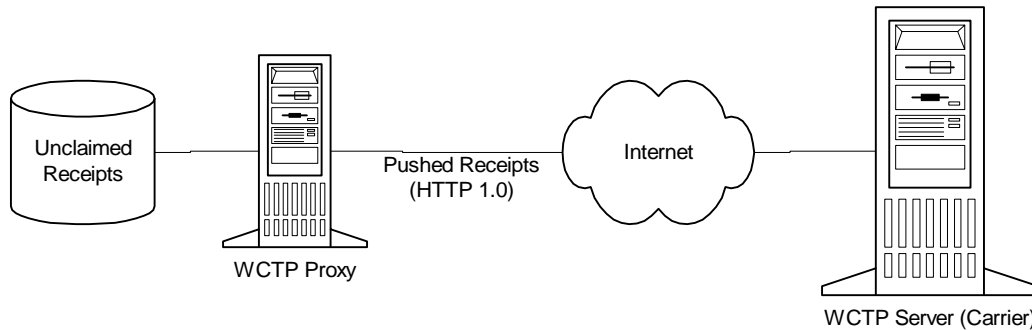 Unclaimed
Receipts
WCTP Proxy
Pushed Receipts
(HTTP 1.0)
Internet
WCTP Server (Carrier)